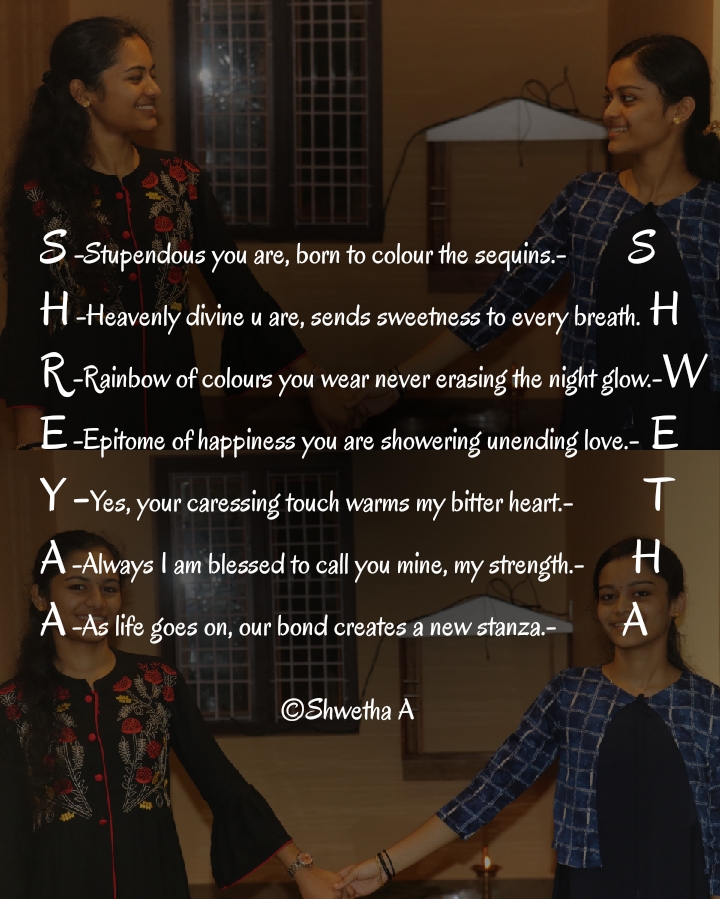 S -Stupendous you are, born to colour the sequins.- S
H -Heavenly divine u are, sends sweetness to every breath. H
R -Rainbow of colours you wear never erasing the night glow.- W
E -Epitome of happiness you are showering unending love.- E
Y -Yes, your caressing touch warms my bitter heart.- T
A -Always I am blessed to call you mine, my strength.- H
A -As life goes on, our bond creates a new stanza.- A
©Shwetha A